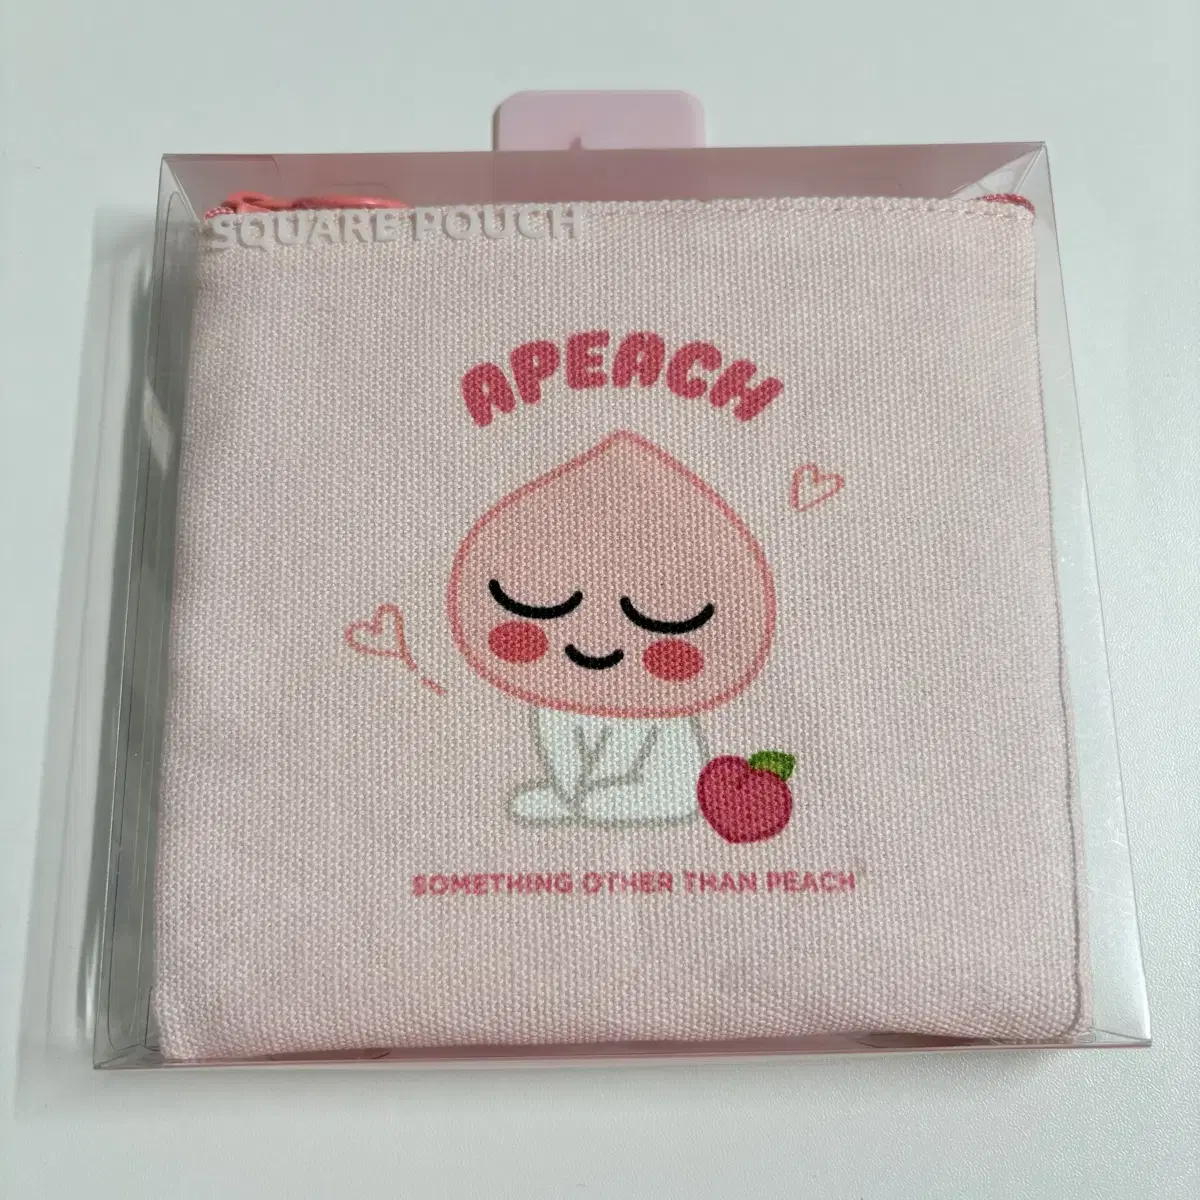 SQUARE POUCH
APEACH
SOMETHING OTHER THAN PEACH